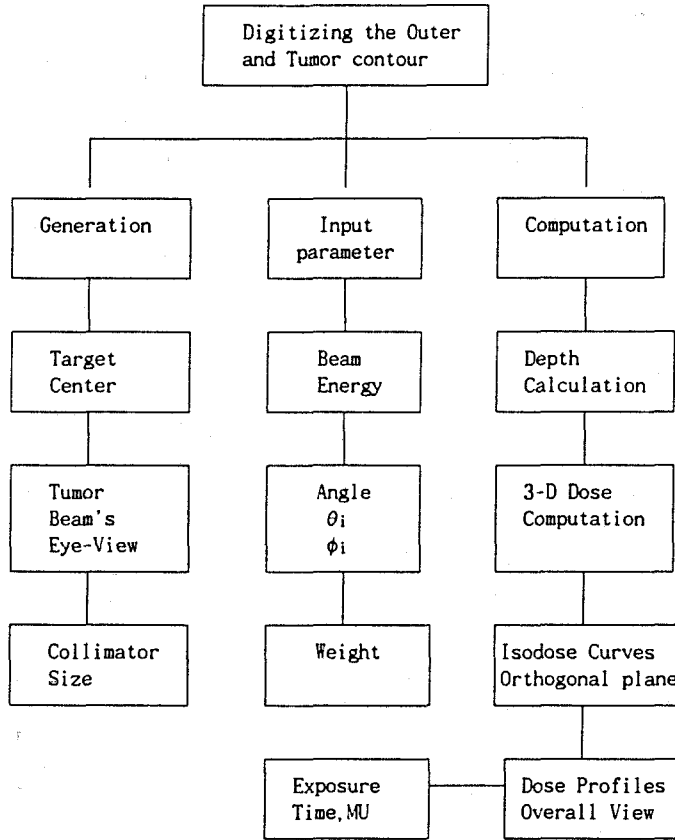 Digitizing the Outer
and Tumor contour
Generation
Input
parameter
Computation
Target
Center
Beam
Energy
Depth
Calculation
Tumor
Beam's
Eye-View
Angle
θi
ϕi
3-D Dose
Computation
Collimator
Size
Weight
Isodose Curves
Orthogonal plane
Exposure
Time,MU
Dose Profiles
Overall View